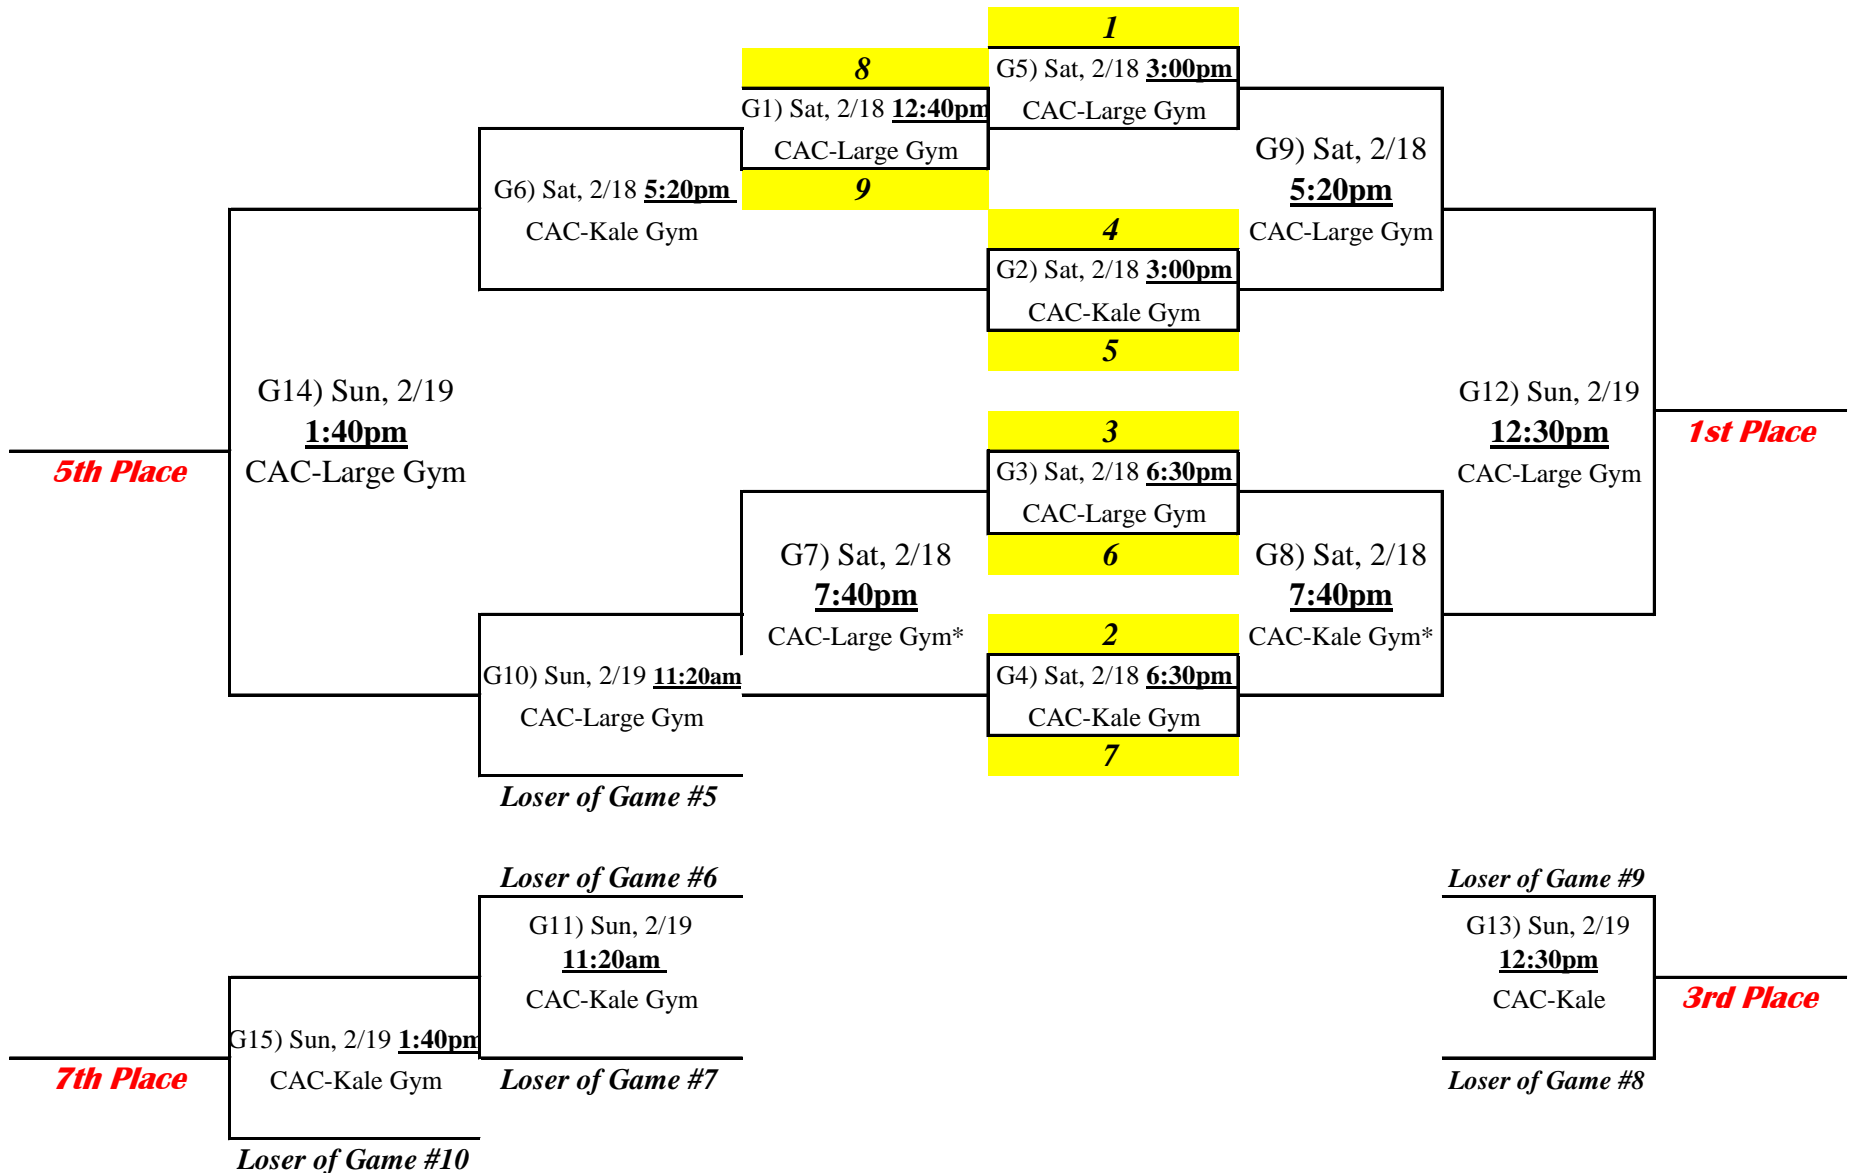 1
8
G5) Sat, 2/18 3:00pm
G1) Sat, 2/18 12:40pm
CAC-Large Gym
CAC-Large Gym
G9) Sat, 2/18
5:20pm
CAC-Large Gym
G6) Sat, 2/18 5:20pm
CAC-Kale Gym
9
4
G2) Sat, 2/18 3:00pm
CAC-Kale Gym
5
G14) Sun, 2/19
1:40pm
CAC-Large Gym
5th Place
G12) Sun, 2/19
12:30pm
CAC-Large Gym
1st Place
3
G3) Sat, 2/18 6:30pm
CAC-Large Gym
6
G7) Sat, 2/18
7:40pm
CAC-Large Gym*
G8) Sat, 2/18
7:40pm
CAC-Kale Gym*
2
G4) Sat, 2/18 6:30pm
CAC-Kale Gym
7
G10) Sun, 2/19 11:20am
CAC-Large Gym
Loser of Game #5
Loser of Game #6
G11) Sun, 2/19
11:20am
CAC-Kale Gym
Loser of Game #7
Loser of Game #9
G13) Sun, 2/19
12:30pm
CAC-Kale
3rd Place
Loser of Game #8
G15) Sun, 2/19 1:40pm
CAC-Kale Gym
7th Place
Loser of Game #10